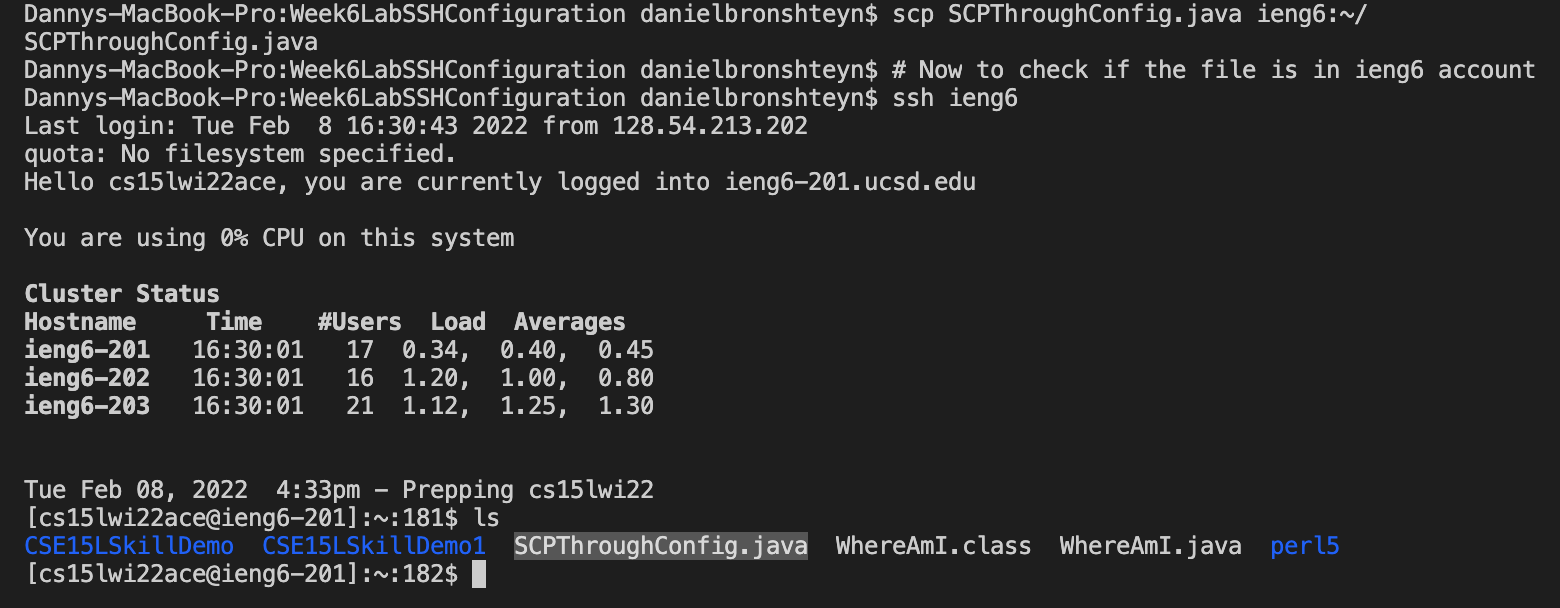 Dannys-MacBook-Pro:Week6LabSSHConfiguration danielbronshteyn$ scp SCPThroughConfig.java ieng6:~/
SCPThroughConfig.java
Dannys-MacBook-Pro:Week6LabSSHConfiguration danielbronshteyn$ # Now to check if the file is in ieng6 account
Dannys-MacBook-Pro:Week6LabSSHConfiguration danielbronshteyn$ ssh ieng6
Last login: Tue Feb  8 16:30:43 2022 from 128.54.213.202
quota: No filesystem specified.
Hello cs15lwi22ace, you are currently logged into ieng6-201.ucsd.edu
You are using 0% CPU on this system
Cluster Status
Hostname     Time    #Users  Load  Averages
ieng6-201   16:30:01   17  0.34,  0.40,  0.45
ieng6-202   16:30:01   16  1.20,  1.00,  0.80
ieng6-203   16:30:01   21  1.12,  1.25,  1.30
Tue Feb 08, 2022  4:33pm - Prepping cs15lwi22
[cs15lwi22ace@ieng6-201]:~:181$ ls
CSE15LSkillDemo  CSE15LSkillDemo1  SCPThroughConfig.java  WhereAmI.class  WhereAmI.java  perl5
[cs15lwi22ace@ieng6-201]:~:182$